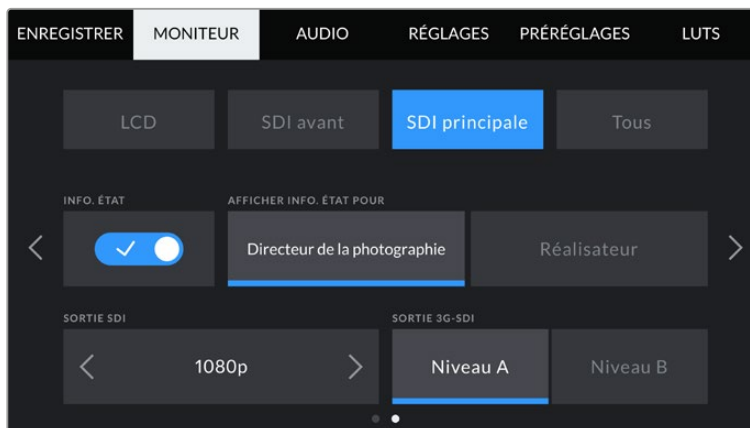 ENREGISTRER MONITEUR AUDIO RÉGLAGES PRÉRÉGLAGES LUTS
LCD SDI avant SDI principale Tous
INFO. ÉTAT AFFICHER INFO. ÉTAT POUR
Directeur de la photographie Réalisateur
SORTIE SDI SORTIE 3G-SDI
1080p Niveau A Niveau B